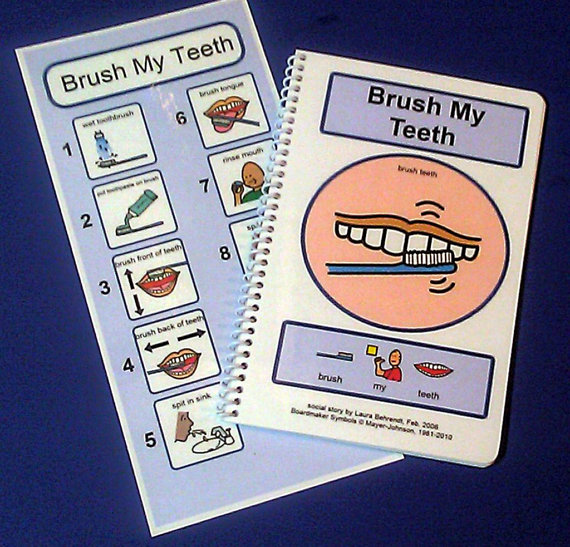 Brush My Teeth
1
wet toothbrush
2
put toothpaste on brush
3
brush front of teeth
4
brush back of teeth
5
spit in sink
6
brush tongue
7
rinse mouth
8
Brush My
Teeth
brush teeth
brush my teeth
social story by Laura Behrendt, Feb. 2008
Boardmaker Symbols © Mayer-Johnson, 1981-2010